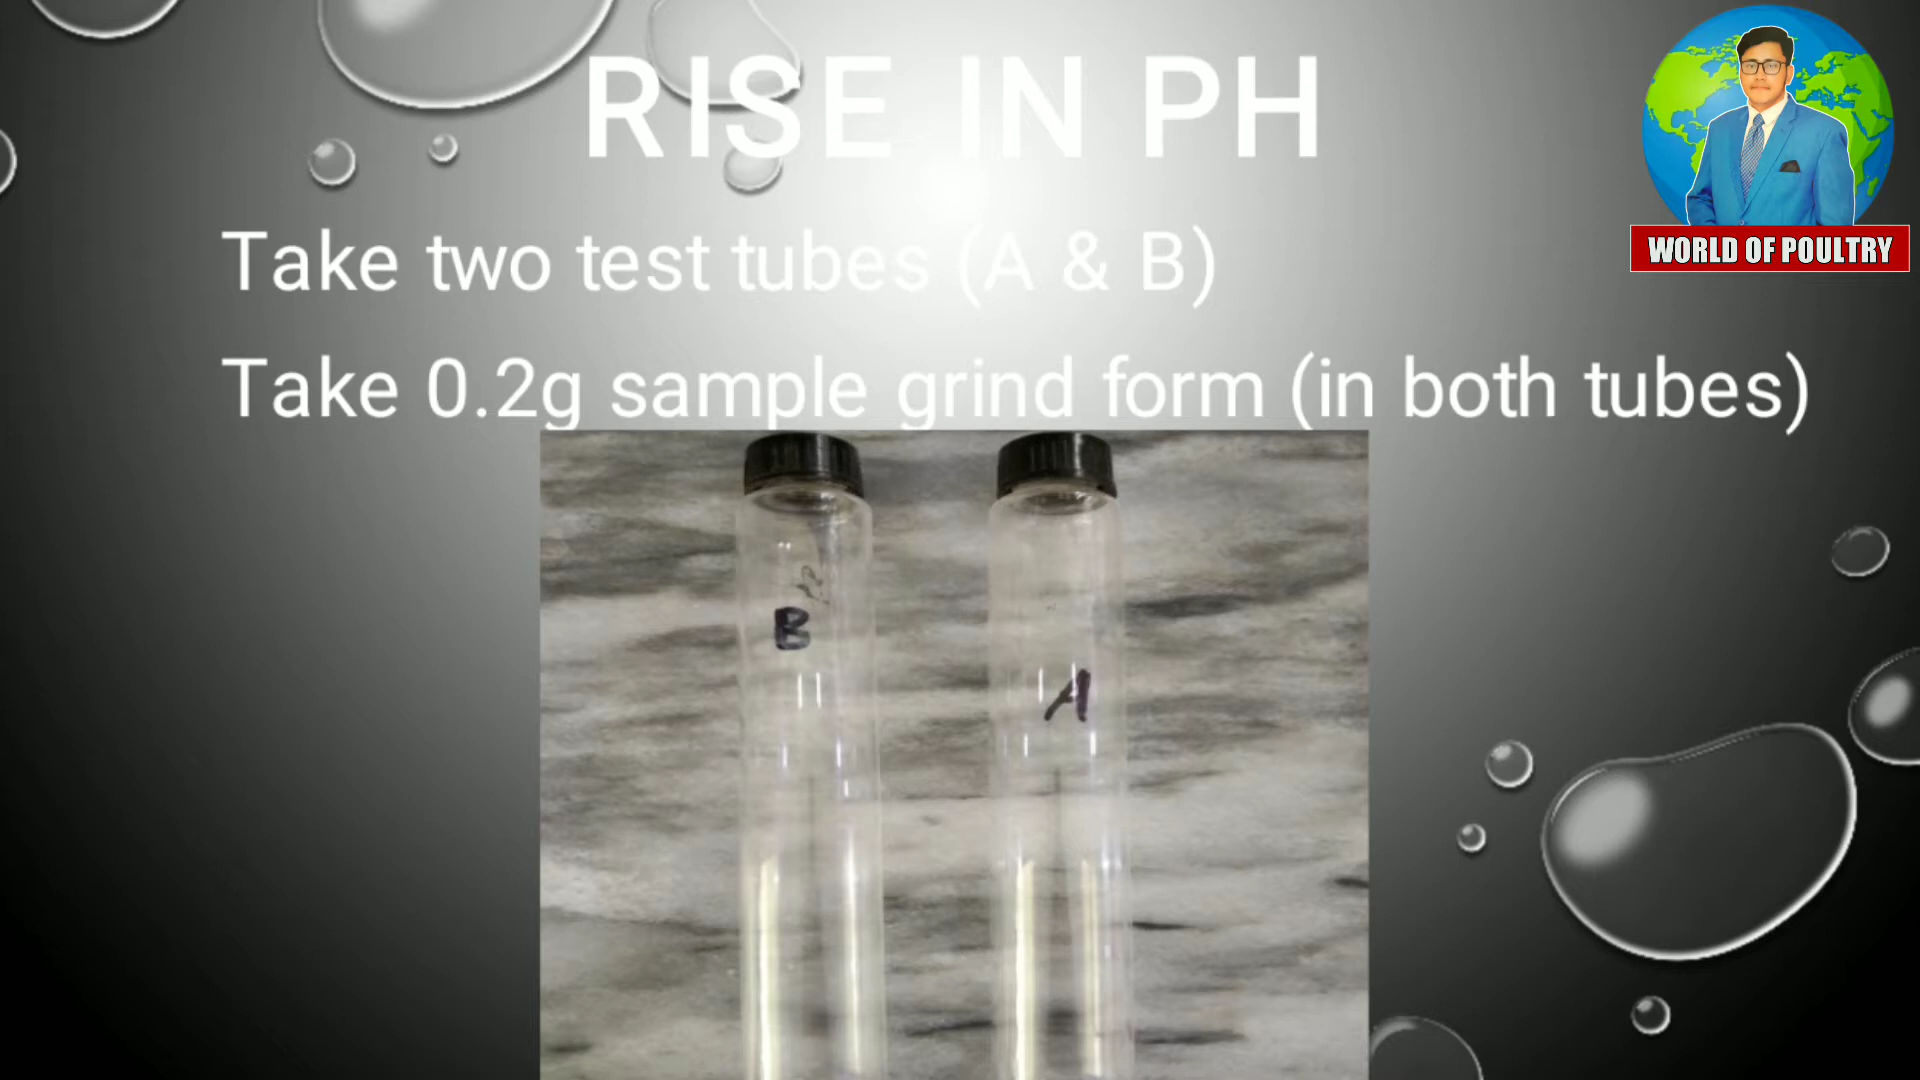 RISE IN PH
WORLD OF POULTRY
Take two test tubes (A & B)
Take 0.2g sample grind form (in both tubes)
B
A